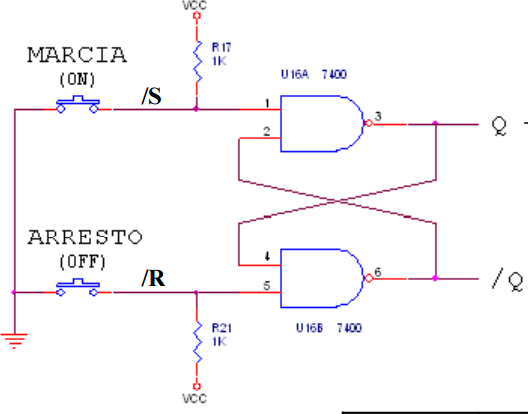 VCC
R17
1K
MARCIA
(ON)
/S
U16A 7400
1
2
3
Q
ARRESTO
(OFF)
/R
4
5
6
/Q
R21
1K
U16B 7400
VCC